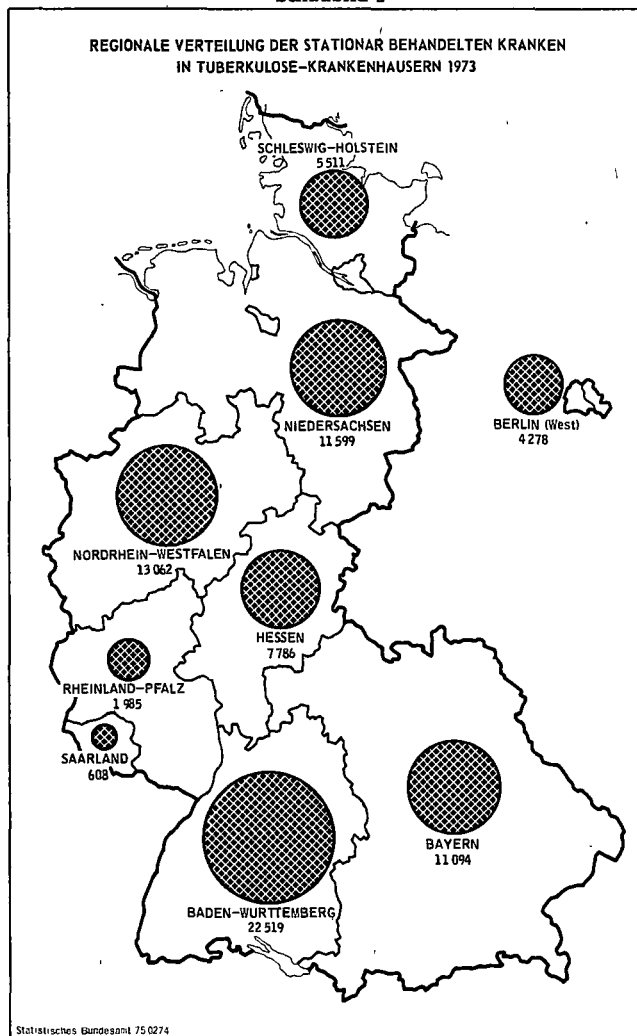 REGIONALE VERTEILUNG DER STATIONAR BEHANDELTEN KRANKEN
IN TUBERKULOSE-KRANKENHAUSERN 1973
SCHLESWIG-HOLSTEIN
5 511
NIEDERSACHSEN
11 599
BERLIN (West)
4 278
NORDRHEIN-WESTFALEN
13 062
HESSEN
7 786
RHEINLAND-PFALZ
1 985
SAARLAND
608
BAYERN
11 094
BADEN-WURTTEMBERG
22 519
Statistisches Bundesamt 75 0274